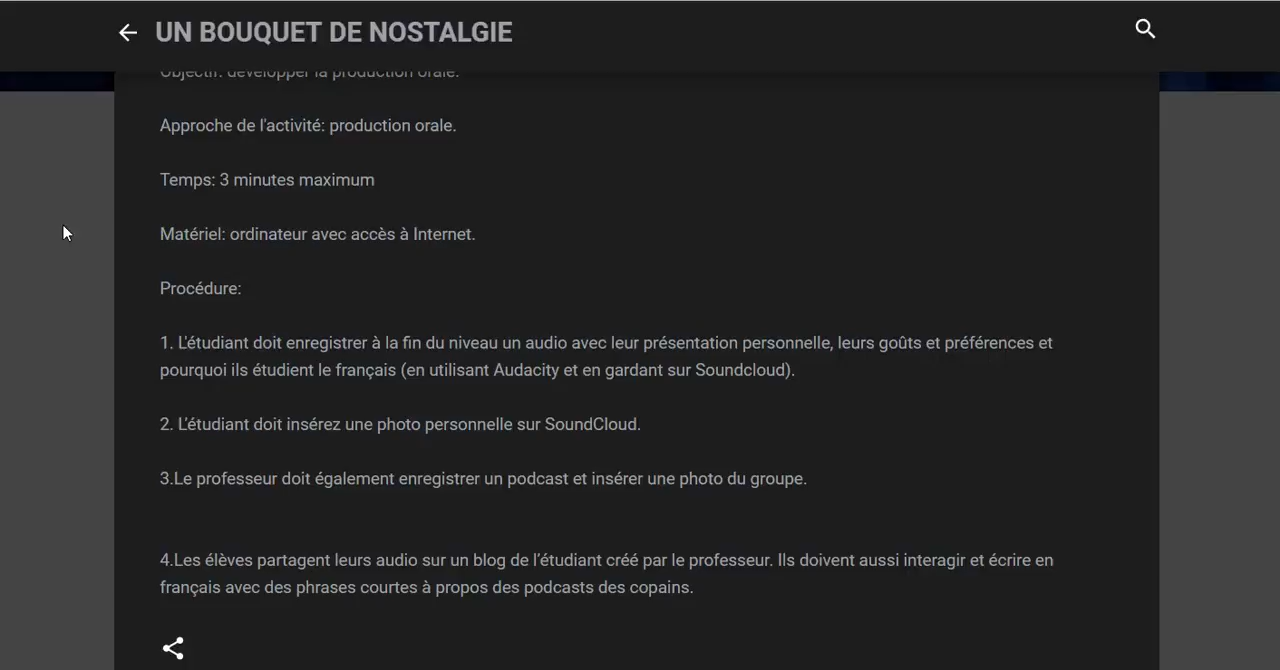 UN BOUQUET DE NOSTALGIE
Objectif: développer la production orale.
Approche de l'activité: production orale.
Temps: 3 minutes maximum
Matériel: ordinateur avec accès à Internet.
Procédure:
1. L'étudiant doit enregistrer à la fin du niveau un audio avec leur présentation personnelle, leurs goûts et préférences et
pourquoi ils étudient le français (en utilisant Audacity et en gardant sur Soundcloud).
2. L'étudiant doit insérez une photo personnelle sur SoundCloud.
3.Le professeur doit également enregistrer un podcast et insérer une photo du groupe.
4.Les élèves partagent leurs audio sur un blog de l’étudiant créé par le professeur. Ils doivent aussi interagir et écrire en
français avec des phrases courtes à propos des podcasts des copains.